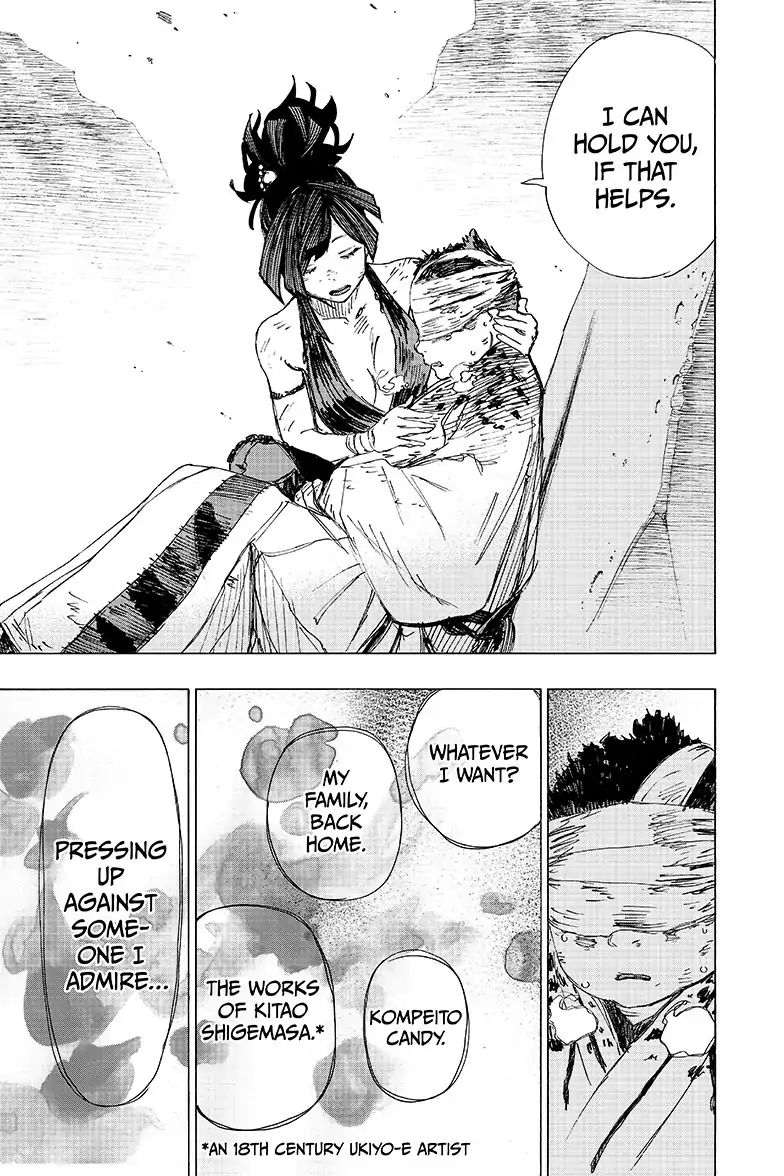 I CAN
HOLD YOU,
IF THAT
HELPS.
WHATEVER
I WANT?
MY
FAMILY,
BACK
HOME.
KOMPEITO
CANDY.
THE WORKS
OF KITAO
SHIGEMASA.*
*AN 18TH CENTURY UKIYO-E ARTIST
PRESSING
UP
AGAINST
SOME-
ONE I
ADMIRE...